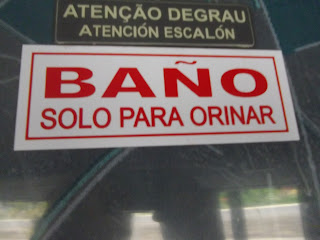 ATENÇÃO DEGRAU
ATENCIÓN ESCALÓN
BAÑO
SOLO PARA ORINAR